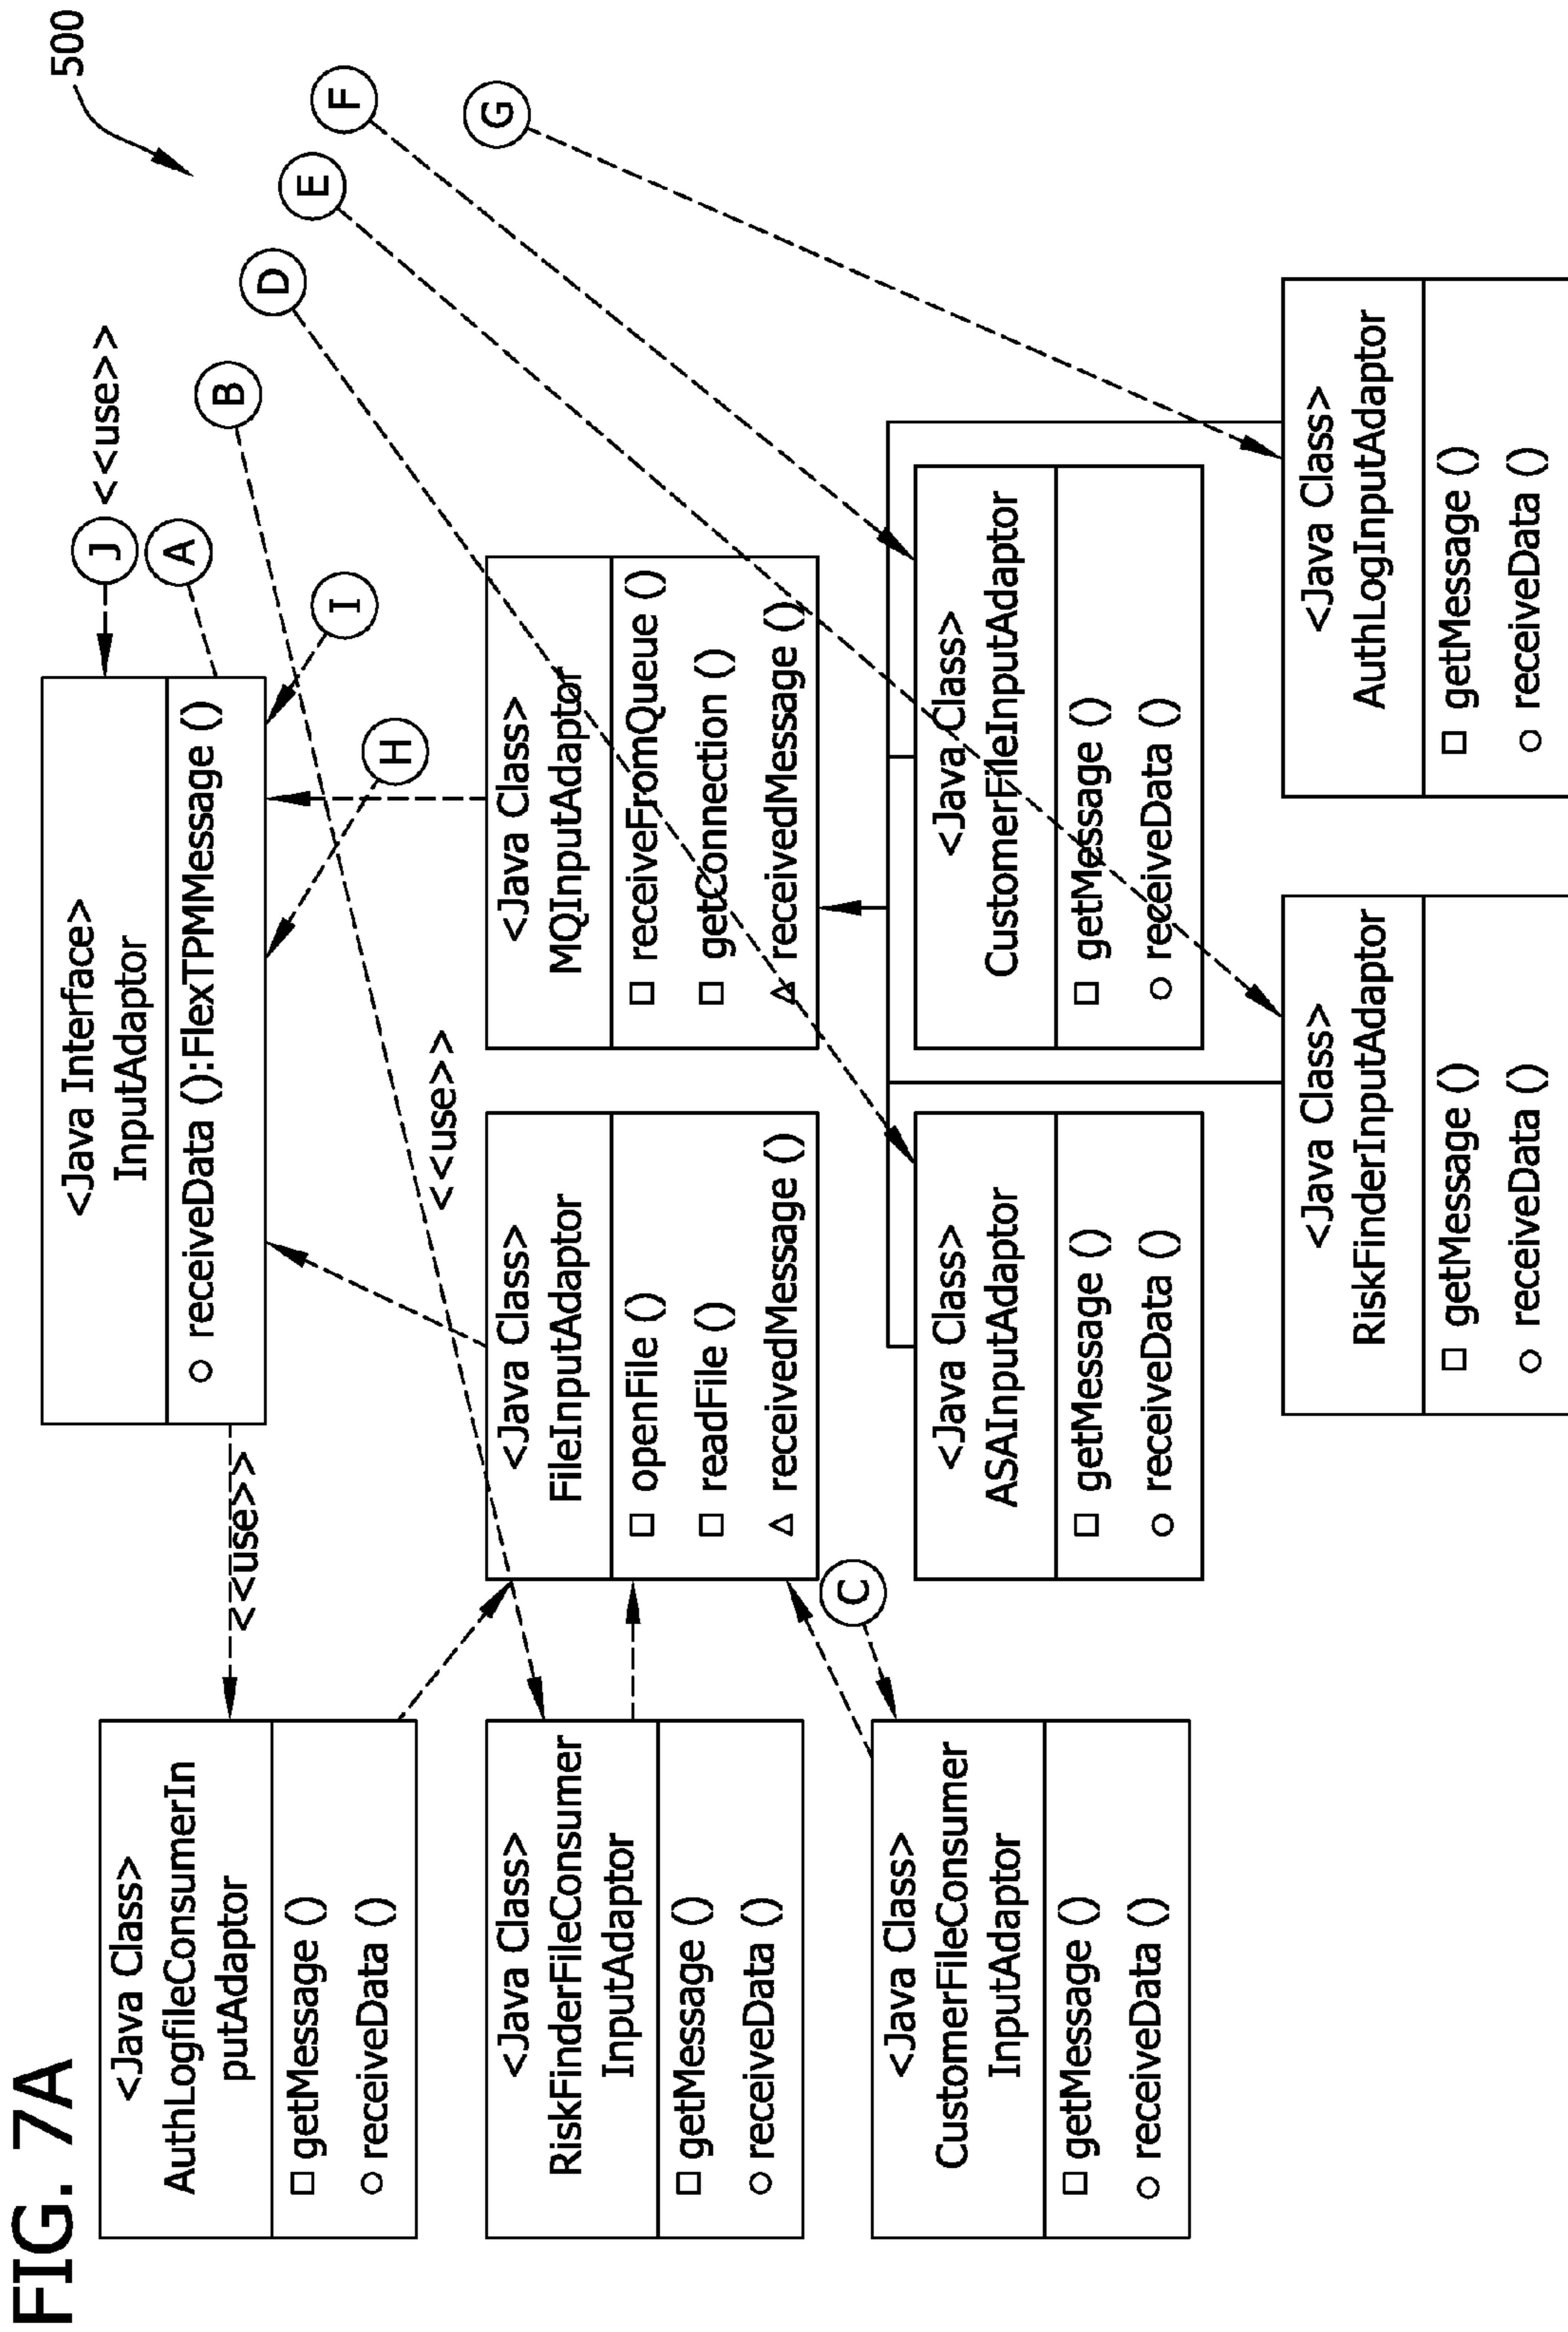 FIG. 7A
500
<Java Interface>
InputAdaptor
○ receiveData ():FlexTPMMessage ()
J
<<use>>
A
B
D
E
F
G
H
I
<<use>>
<<use>>
<Java Class>
AuthLogfileConsumerIn
putAdaptor
□ getMessage ()
○ receiveData ()
<Java Class>
FileInputAdaptor
□ openFile ()
□ readFile ()
△ receivedMessage ()
<Java Class>
MQInputAdaptor
□ receiveFromQueue ()
□ getConnection ()
△ receivedMessage ()
<Java Class>
RiskFinderFileConsumer
InputAdaptor
□ getMessage ()
○ receiveData ()
C
<Java Class>
CustomerFileConsumer
InputAdaptor
□ getMessage ()
○ receiveData ()
<Java Class>
ASAInputAdaptor
□ getMessage ()
○ receiveData ()
<Java Class>
CustomerFileInputAdaptor
□ getMessage ()
○ receiveData ()
<Java Class>
RiskFinderInputAdaptor
□ getMessage ()
○ receiveData ()
<Java Class>
AuthLogInputAdaptor
□ getMessage ()
○ receiveData ()